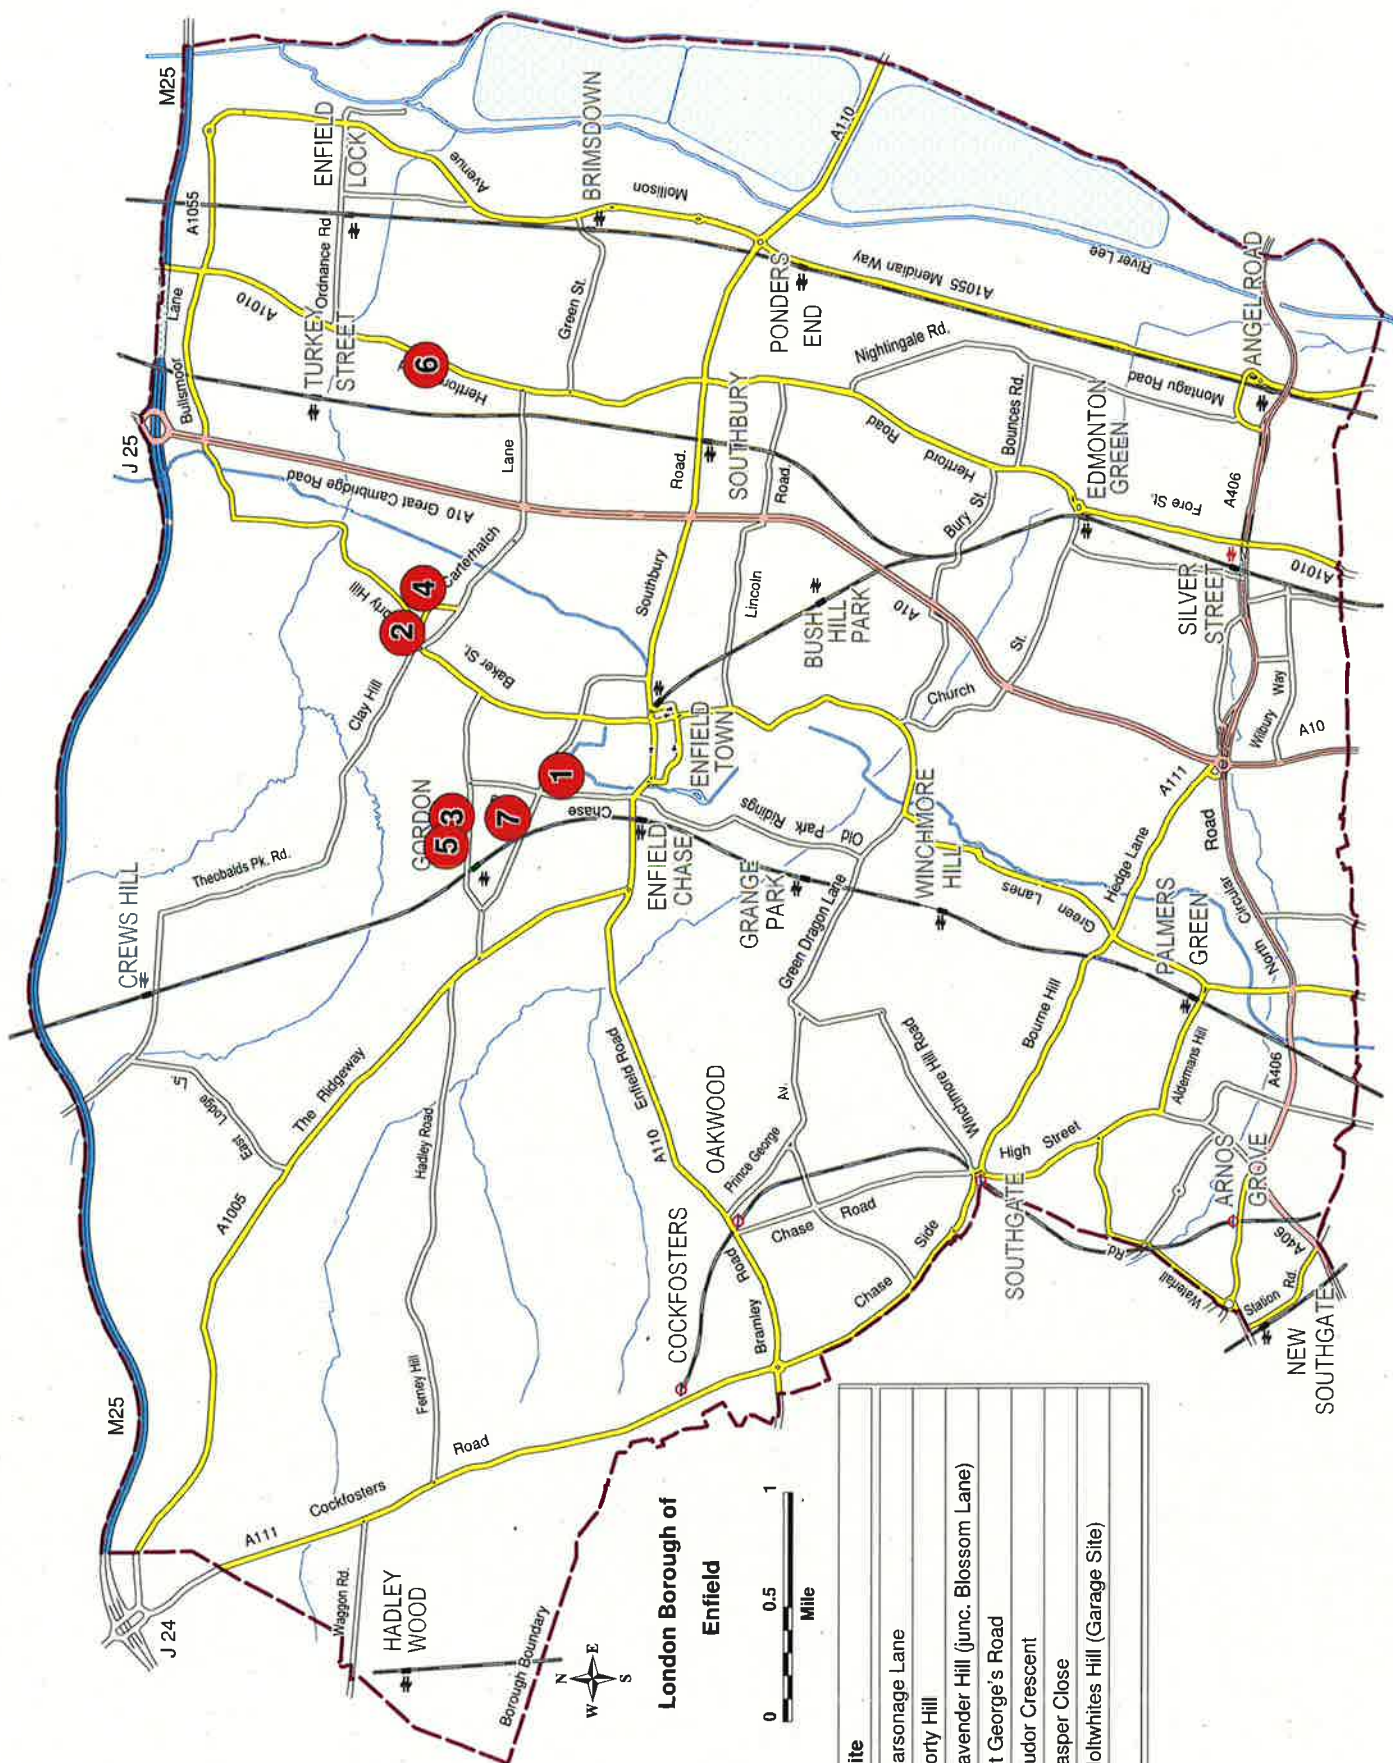 M25
J 24
A111
Cockfosters
Road
Waggon Rd.
HADLEY
WOOD
Borough Boundary
N
W
E
S
London Borough of
Enfield
0
0.5
1
Mile
ite
arsonage Lane
orty Hill
avender Hill (junc. Blossom Lane)
t George's Road
udor Crescent
asper Close
oltwhites Hill (Garage Site)
A1005
The Ridgeway
East
Lodge
Ferney Hill
Hadley Road
CREWS HILL
Theobalds Pk. Rd.
Clay Hill
GORDON
5
3
7
1
2
4
6
orty Hill
Carterhatch
Lane
Baker St.
Chase
ENFIELD
CHASE
ENFIELD
TOWN
Southbury
Road.
SOUTHBURY
J 25
M25
Bullsmoor
Lane
A1055
A1010
A10 Great Cambridge Road
TURKEY
STREET
Ordnance Rd
ENFIELD
LOCK
Hertford
Green St.
BRIMSDOWN
Mollison
Avenue
A110
PONDERS
END
A1055 Meridian Way
River Lee
Nightingale Rd.
Lincoln
Road.
BUSH
HILL
PARK
A10
Bury St.
Hertford
Road
Bounces Rd.
EDMONTON
GREEN
Montagu Road
ANGEL ROAD
Fore St.
A406
A1010
SILVER
STREET
Church
St.
Wilbury
Way
A10
A111
Hedge Lane
North
Circular
Road
A406
WINCHMORE
HILL
Green
Lanes
PALMERS
GREEN
Old
Park
Ridings
GRANGE
PARK
Green Dragon Lane
Enfield Road
A110
OAKWOOD
Prince George
Av.
COCKFOSTERS
Bramley
Road
Chase
Road
Chase
Side
Winchmore Hill Road
SOUTHGATE
High
Street
Bourne Hill
Aldermans Hill
ARNOS
GROVE
Waterfall
Rd
Station
Rd.
A406
NEW
SOUTHGATE